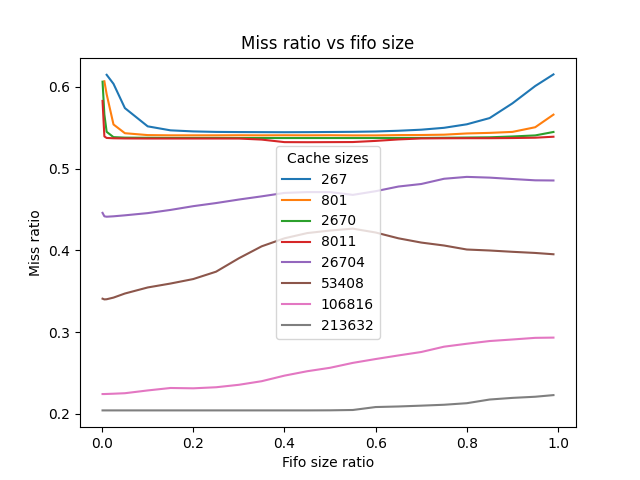 Miss ratio vs fifo size
0.6
0.5
0.4
0.3
0.2
Miss ratio
Cache sizes
267
801
2670
8011
26704
53408
106816
213632
0.0 0.2 0.4 0.6 0.8 1.0
Fifo size ratio